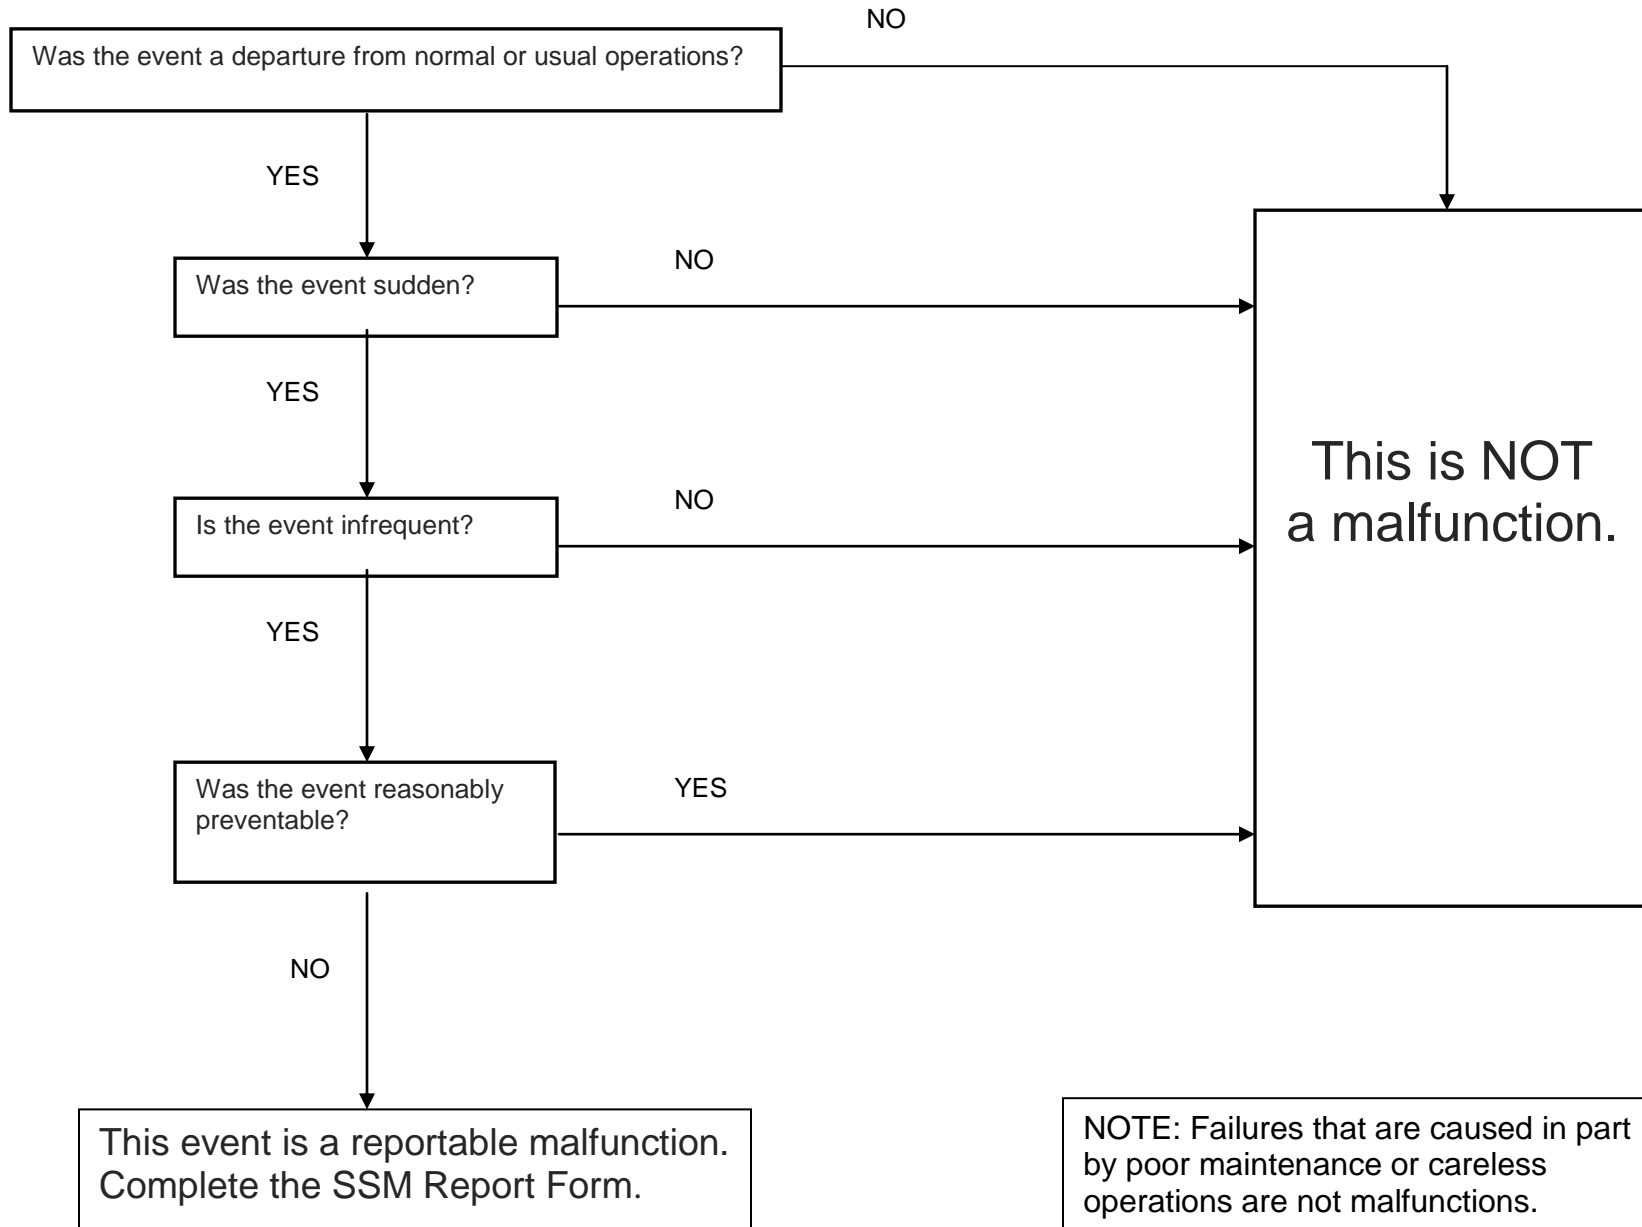 NO
Was the event a departure from normal or usual operations?
YES
Was the event sudden?
NO
YES
Is the event infrequent?
NO
This is NOT
a malfunction.
YES
Was the event reasonably
preventable?
YES
NO
This event is a reportable malfunction.
Complete the SSM Report Form.
NOTE: Failures that are caused in part
by poor maintenance or careless
operations are not malfunctions.